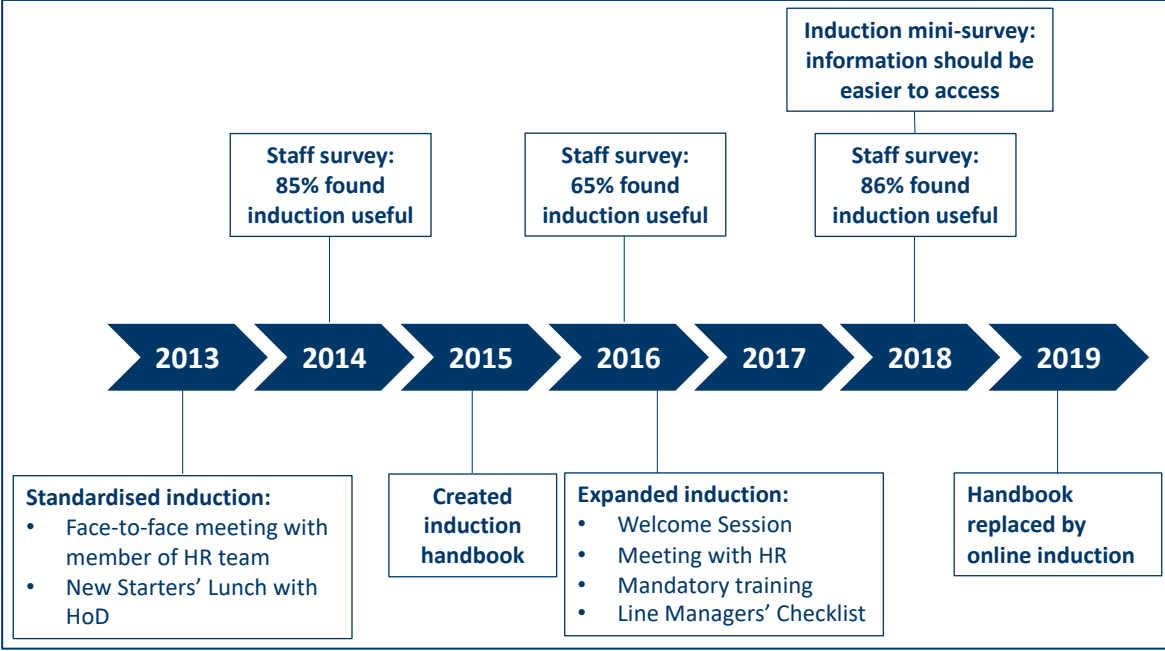 Induction mini-survey:
information should be
easier to access
Staff survey:
85% found
induction useful
Staff survey:
65% found
induction useful
Staff survey:
86% found
induction useful
2013
2014
2015
2016
2017
2018
2019
Standardised induction:
• Face-to-face meeting with
member of HR team
• New Starters’ Lunch with
HoD
Created
induction
handbook
Expanded induction:
• Welcome Session
• Meeting with HR
• Mandatory training
• Line Managers’ Checklist
Handbook
replaced by
online induction